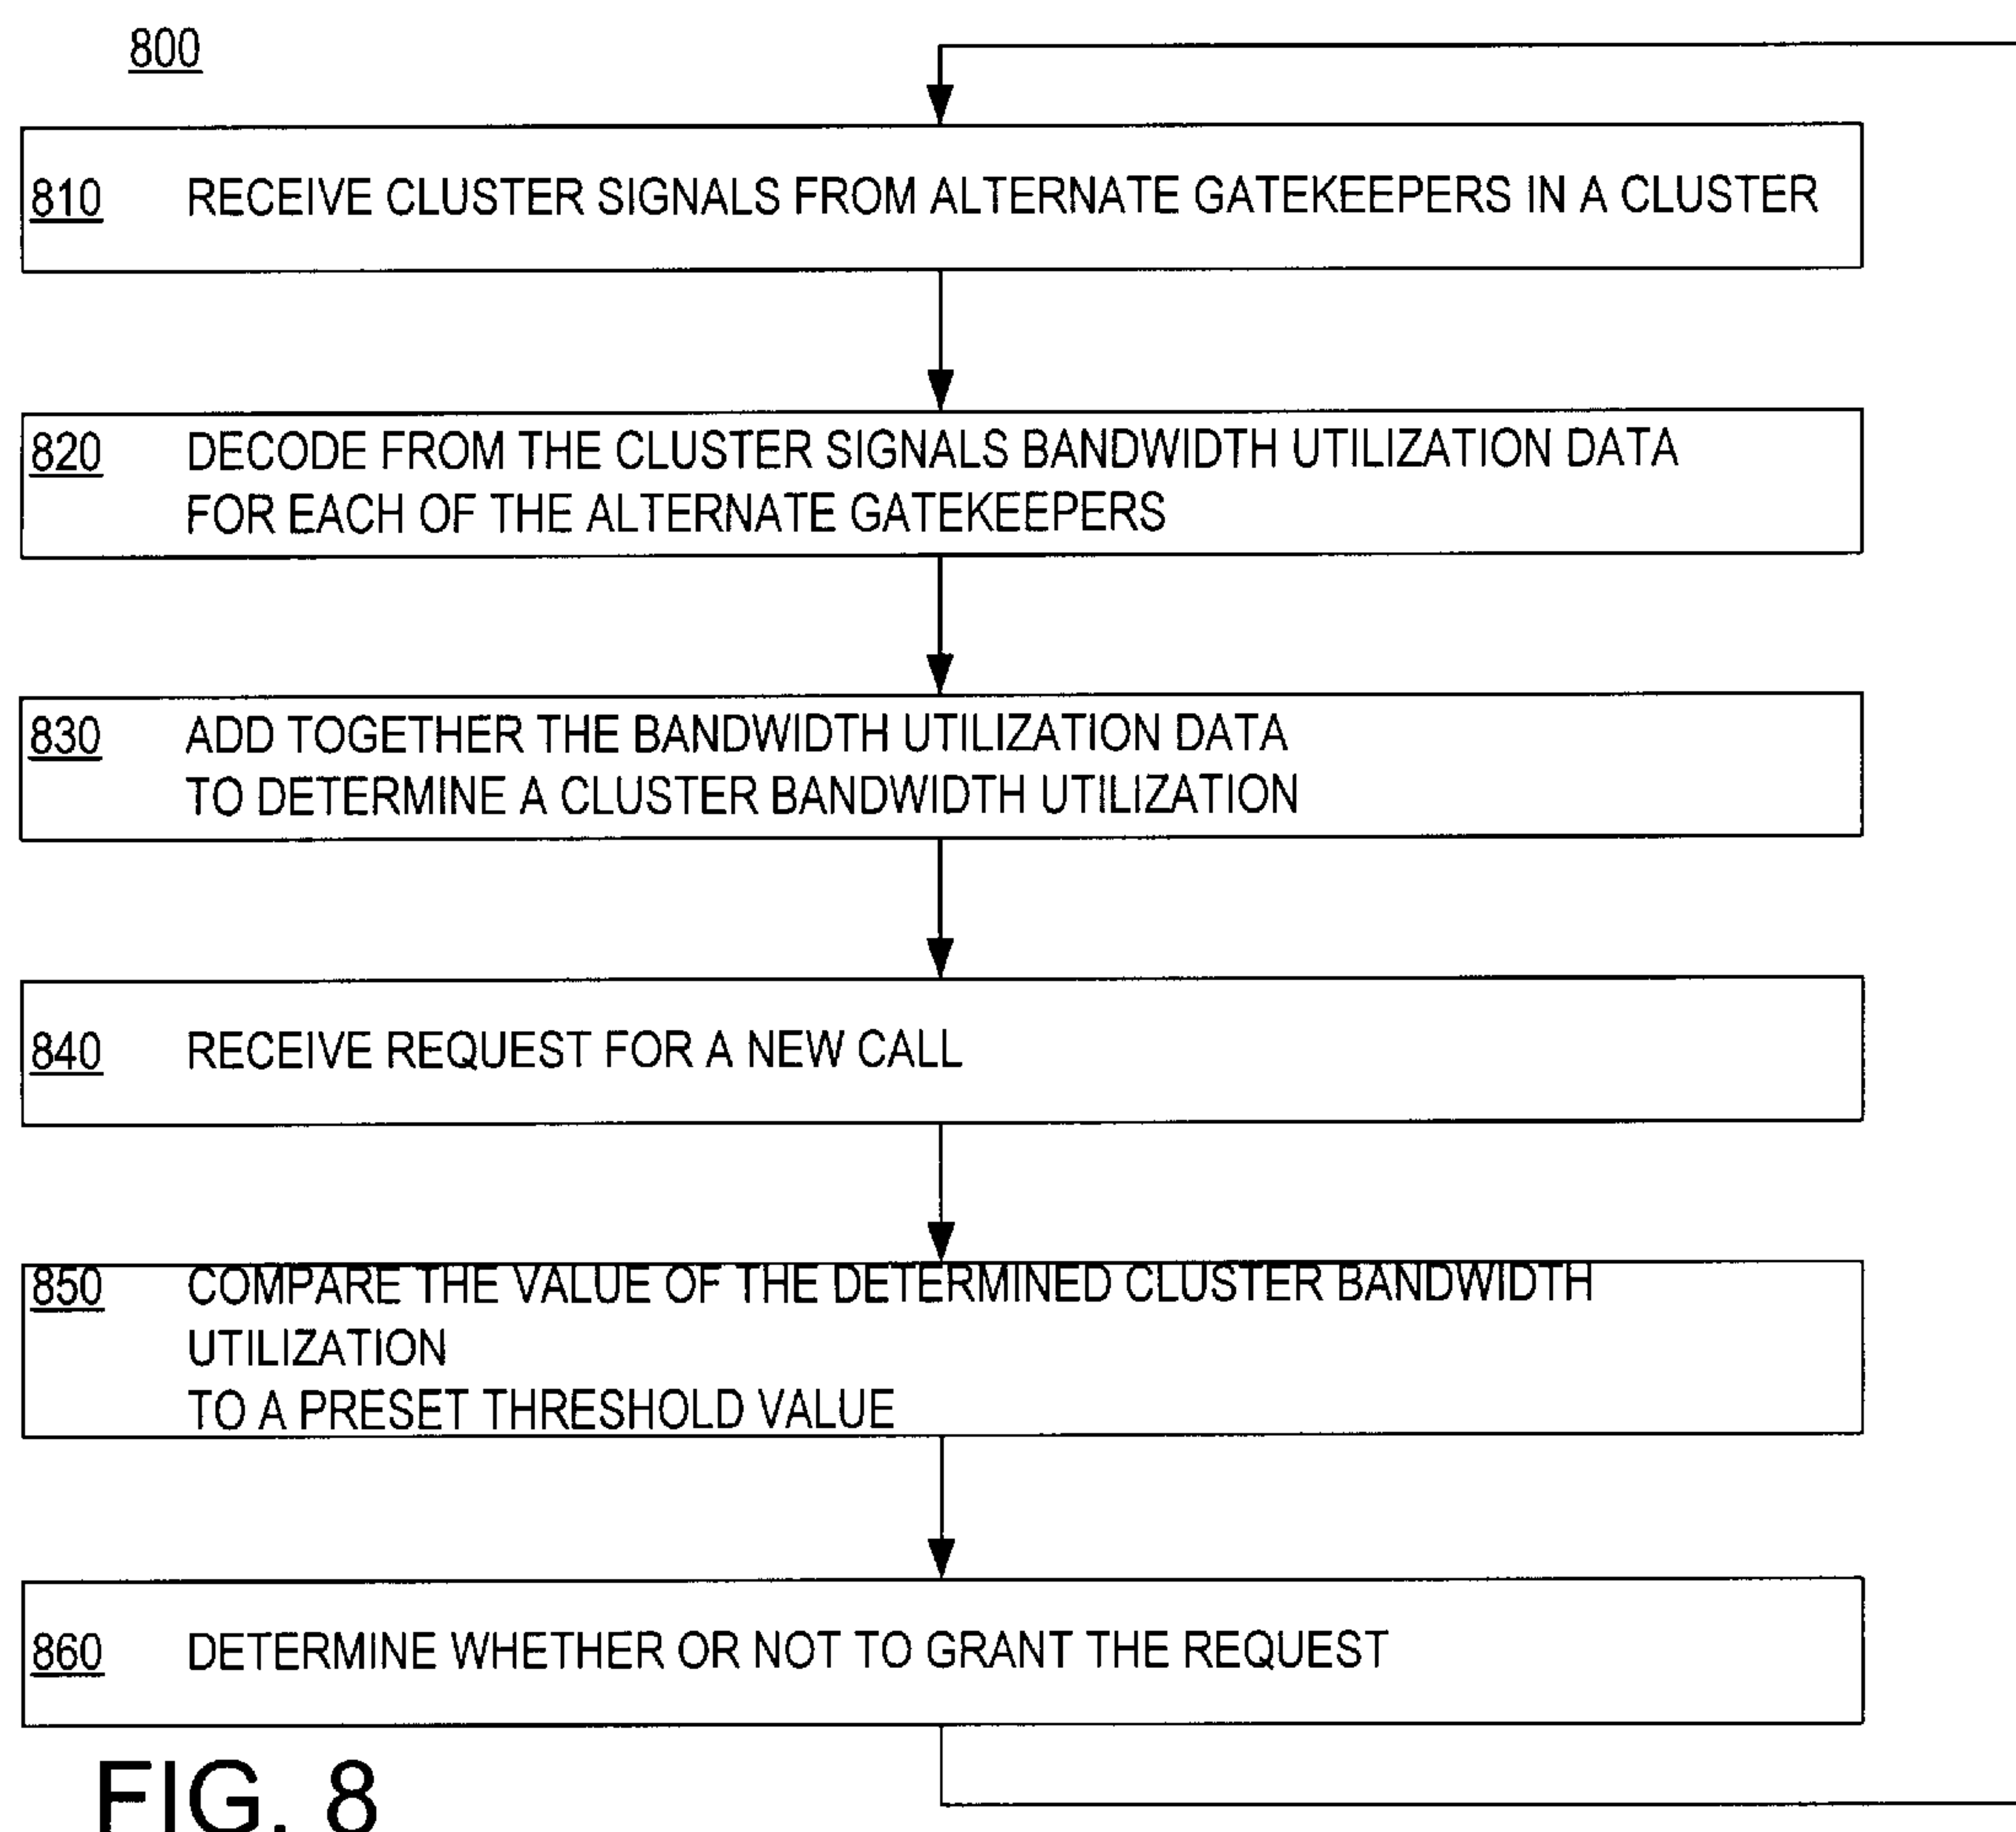 800
810 RECEIVE CLUSTER SIGNALS FROM ALTERNATE GATEKEEPERS IN A CLUSTER
820 DECODE FROM THE CLUSTER SIGNALS BANDWIDTH UTILIZATION DATA
FOR EACH OF THE ALTERNATE GATEKEEPERS
830 ADD TOGETHER THE BANDWIDTH UTILIZATION DATA
TO DETERMINE A CLUSTER BANDWIDTH UTILIZATION
840 RECEIVE REQUEST FOR A NEW CALL
850 COMPARE THE VALUE OF THE DETERMINED CLUSTER BANDWIDTH
UTILIZATION
TO A PRESET THRESHOLD VALUE
860 DETERMINE WHETHER OR NOT TO GRANT THE REQUEST
FIG. 8